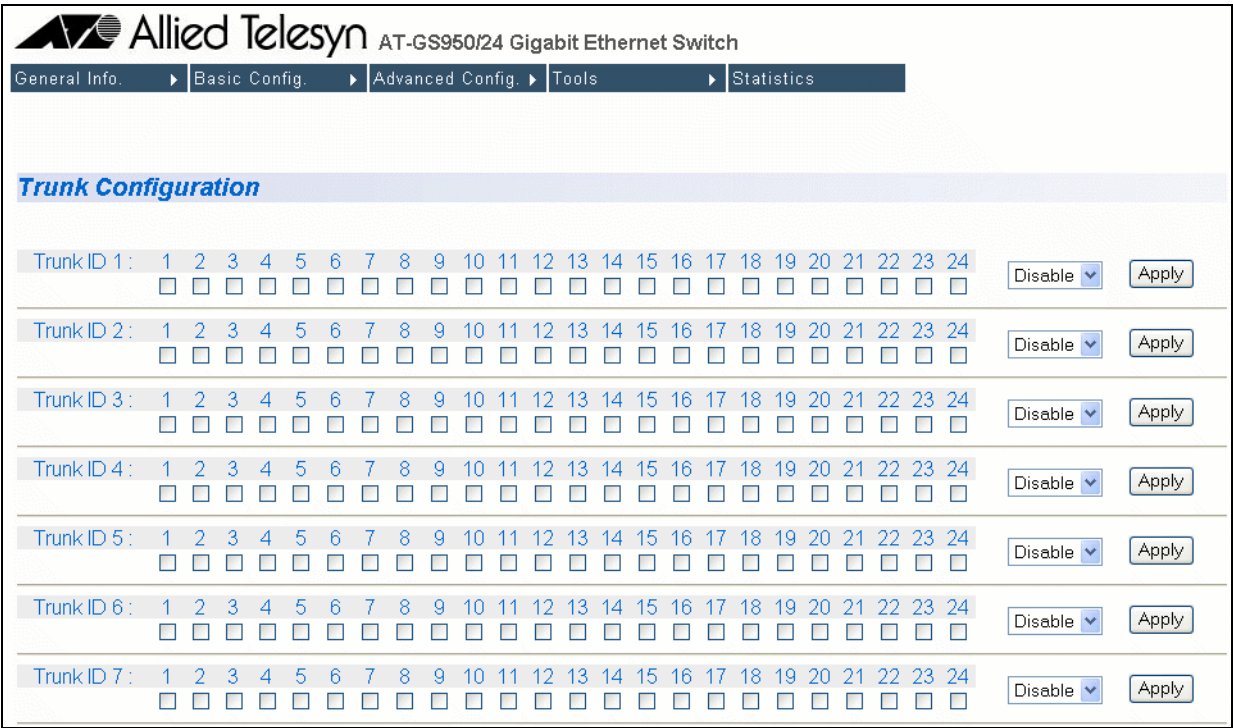 Allied Telesyn AT-GS950/24 Gigabit Ethernet Switch
General Info. Basic Config. Advanced Config. Tools Statistics
Trunk Configuration
Trunk ID 1 : 1 2 3 4 5 6 7 8 9 10 11 12 13 14 15 16 17 18 19 20 21 22 23 24 Disable Apply
Trunk ID 2 : 1 2 3 4 5 6 7 8 9 10 11 12 13 14 15 16 17 18 19 20 21 22 23 24 Disable Apply
Trunk ID 3 : 1 2 3 4 5 6 7 8 9 10 11 12 13 14 15 16 17 18 19 20 21 22 23 24 Disable Apply
Trunk ID 4 : 1 2 3 4 5 6 7 8 9 10 11 12 13 14 15 16 17 18 19 20 21 22 23 24 Disable Apply
Trunk ID 5 : 1 2 3 4 5 6 7 8 9 10 11 12 13 14 15 16 17 18 19 20 21 22 23 24 Disable Apply
Trunk ID 6 : 1 2 3 4 5 6 7 8 9 10 11 12 13 14 15 16 17 18 19 20 21 22 23 24 Disable Apply
Trunk ID 7 : 1 2 3 4 5 6 7 8 9 10 11 12 13 14 15 16 17 18 19 20 21 22 23 24 Disable Apply